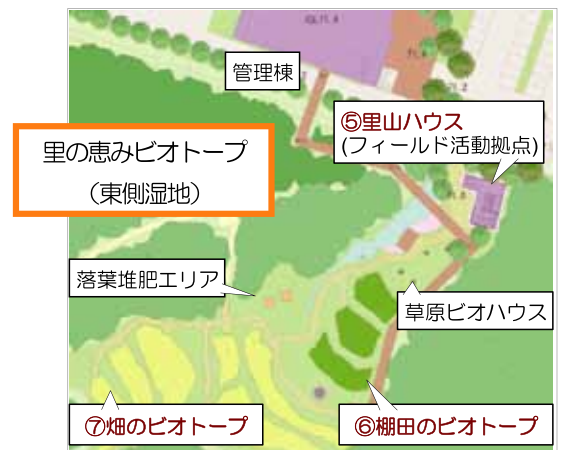 管理棟
⑤里山ハウス
(フィールド活動拠点)
里の恵みビオトープ
（東側湿地）
落葉堆肥エリア
草原ビオハウス
⑦畑のビオトープ
⑥棚田のビオトープ